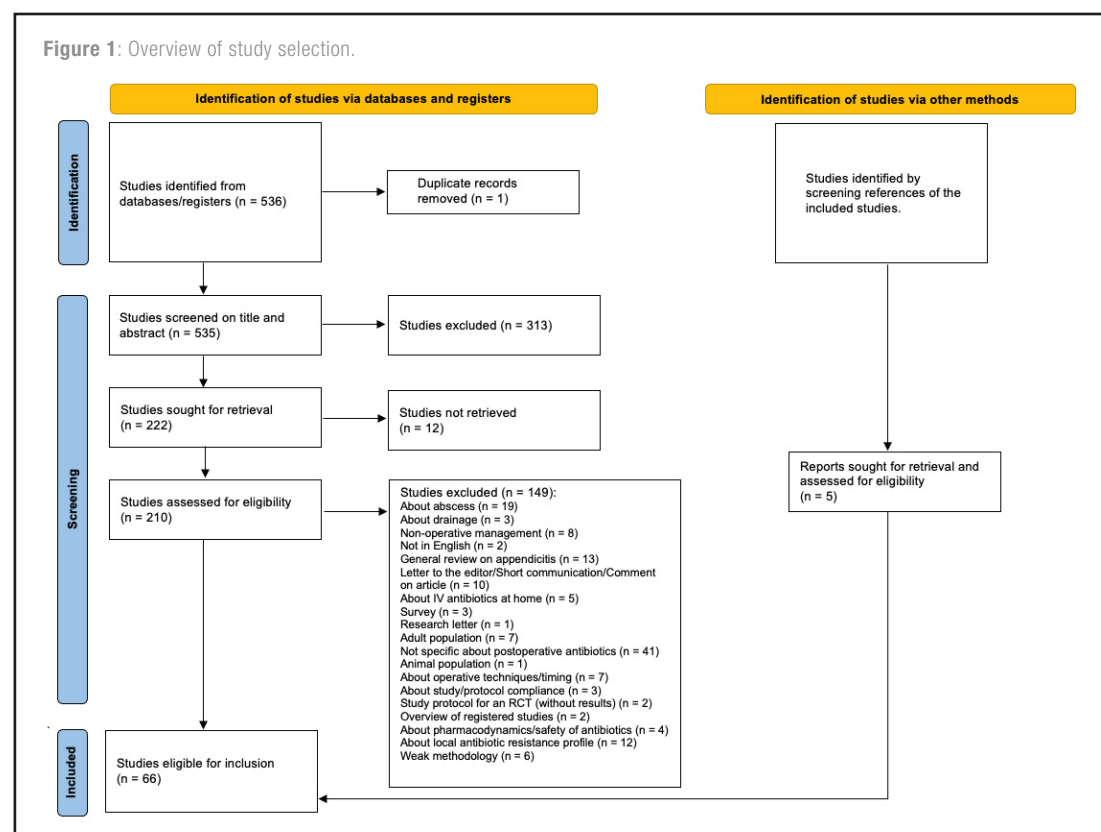 Figure 1: Overview of study selection.
Identification of studies via databases and registers
Identification of studies via other methods
Identification
Studies identified from
databases/registers (n = 536)
Duplicate records
removed (n = 1)
Studies identified by
screening references of the
included studies.
Screening
Studies screened on title and
abstract (n = 535)
Studies excluded (n = 313)
Studies sought for retrieval
(n = 222)
Studies not retrieved
(n = 12)
Studies assessed for eligibility
(n = 210)
Studies excluded (n = 149):
About abscess (n = 19)
About drainage (n = 3)
Non-operative management (n = 8)
Not in English (n = 2)
General review on appendicitis (n = 13)
Letter to the editor/Short communication/Comment
on article (n = 10)
About IV antibiotics at home (n = 5)
Survey (n = 3)
Research letter (n = 1)
Adult population (n = 7)
Not specific about postoperative antibiotics (n = 41)
Animal population (n = 1)
About operative techniques/timing (n = 7)
About study/protocol compliance (n = 3)
Study protocol for an RCT (without results) (n = 2)
Overview of registered studies (n = 2)
About pharmacodynamics/safety of antibiotics (n = 4)
About local antibiotic resistance profile (n = 12)
Weak methodology (n = 6)
Reports sought for retrieval and
assessed for eligibility
(n = 5)
Included
Studies eligible for inclusion
(n = 66)